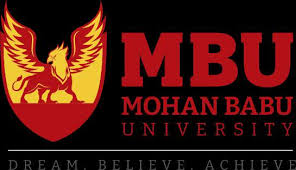 MBU
MOHAN BABU
UNIVERSITY
DREAM. BELIEVE. ACHIEVE